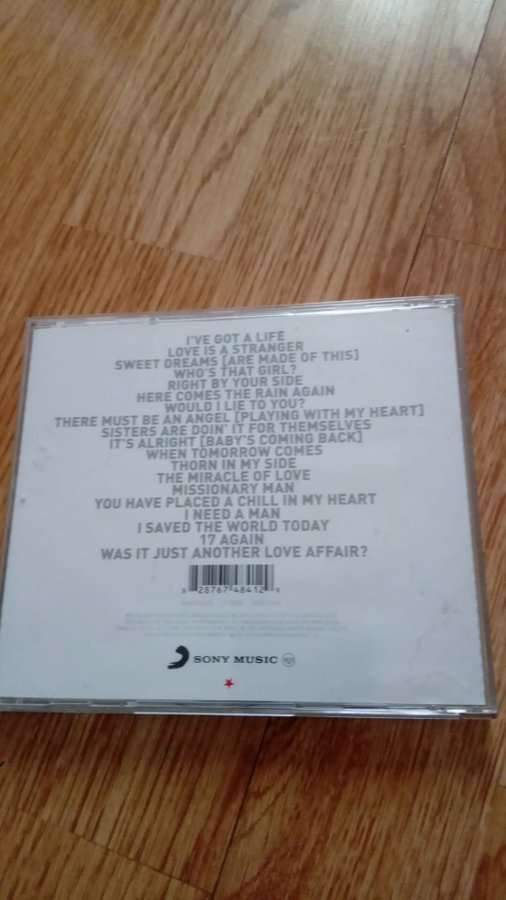 I'VE GOT A LIFE
LOVE IS A STRANGER
SWEET DREAMS [ARE MADE OF THIS]
WHO'S THAT GIRL?
RIGHT BY YOUR SIDE
HERE COMES THE RAIN AGAIN
WOULD I LIE TO YOU?
THERE MUST BE AN ANGEL [PLAYING WITH MY HEART]
SISTERS ARE DOIN' IT FOR THEMSELVES
IT'S ALRIGHT [BABY'S COMING BACK]
WHEN TOMORROW COMES
THORN IN MY SIDE
THE MIRACLE OF LOVE
MISSIONARY MAN
YOU HAVE PLACED A CHILL IN MY HEART
I NEED A MAN
I SAVED THE WORLD TODAY
17 AGAIN
WAS IT JUST ANOTHER LOVE AFFAIR?
8 28767 48412 9
SONY MUSIC